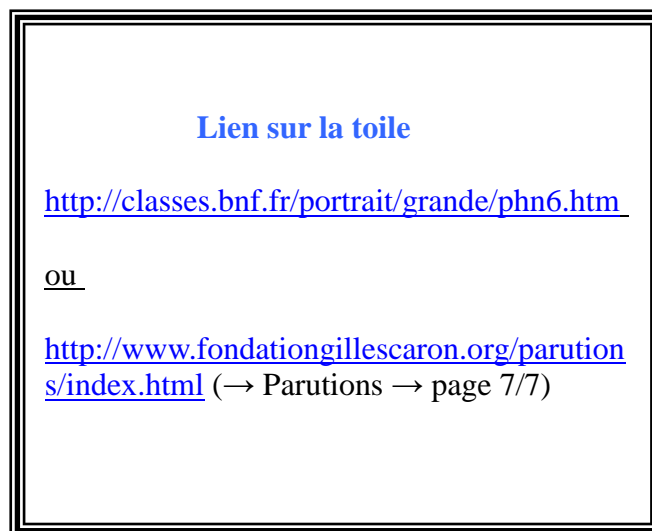 Lien sur la toile
http://classes.bnf.fr/portrait/grande/phn6.htm
ou
http://www.fondationgillescaron.org/parution
s/index.html (→ Parutions → page 7/7)